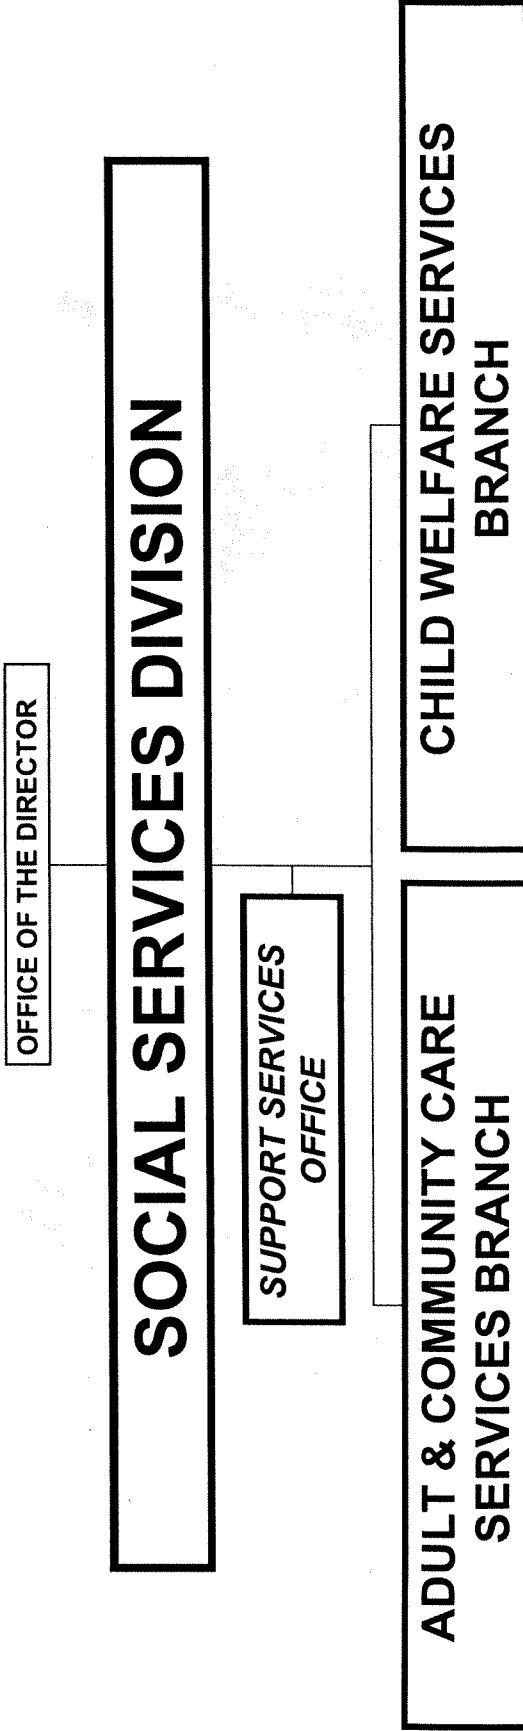 OFFICE OF THE DIRECTOR
SOCIAL SERVICES DIVISION
SUPPORT SERVICES
OFFICE
ADULT & COMMUNITY CARE
SERVICES BRANCH
CHILD WELFARE SERVICES
BRANCH